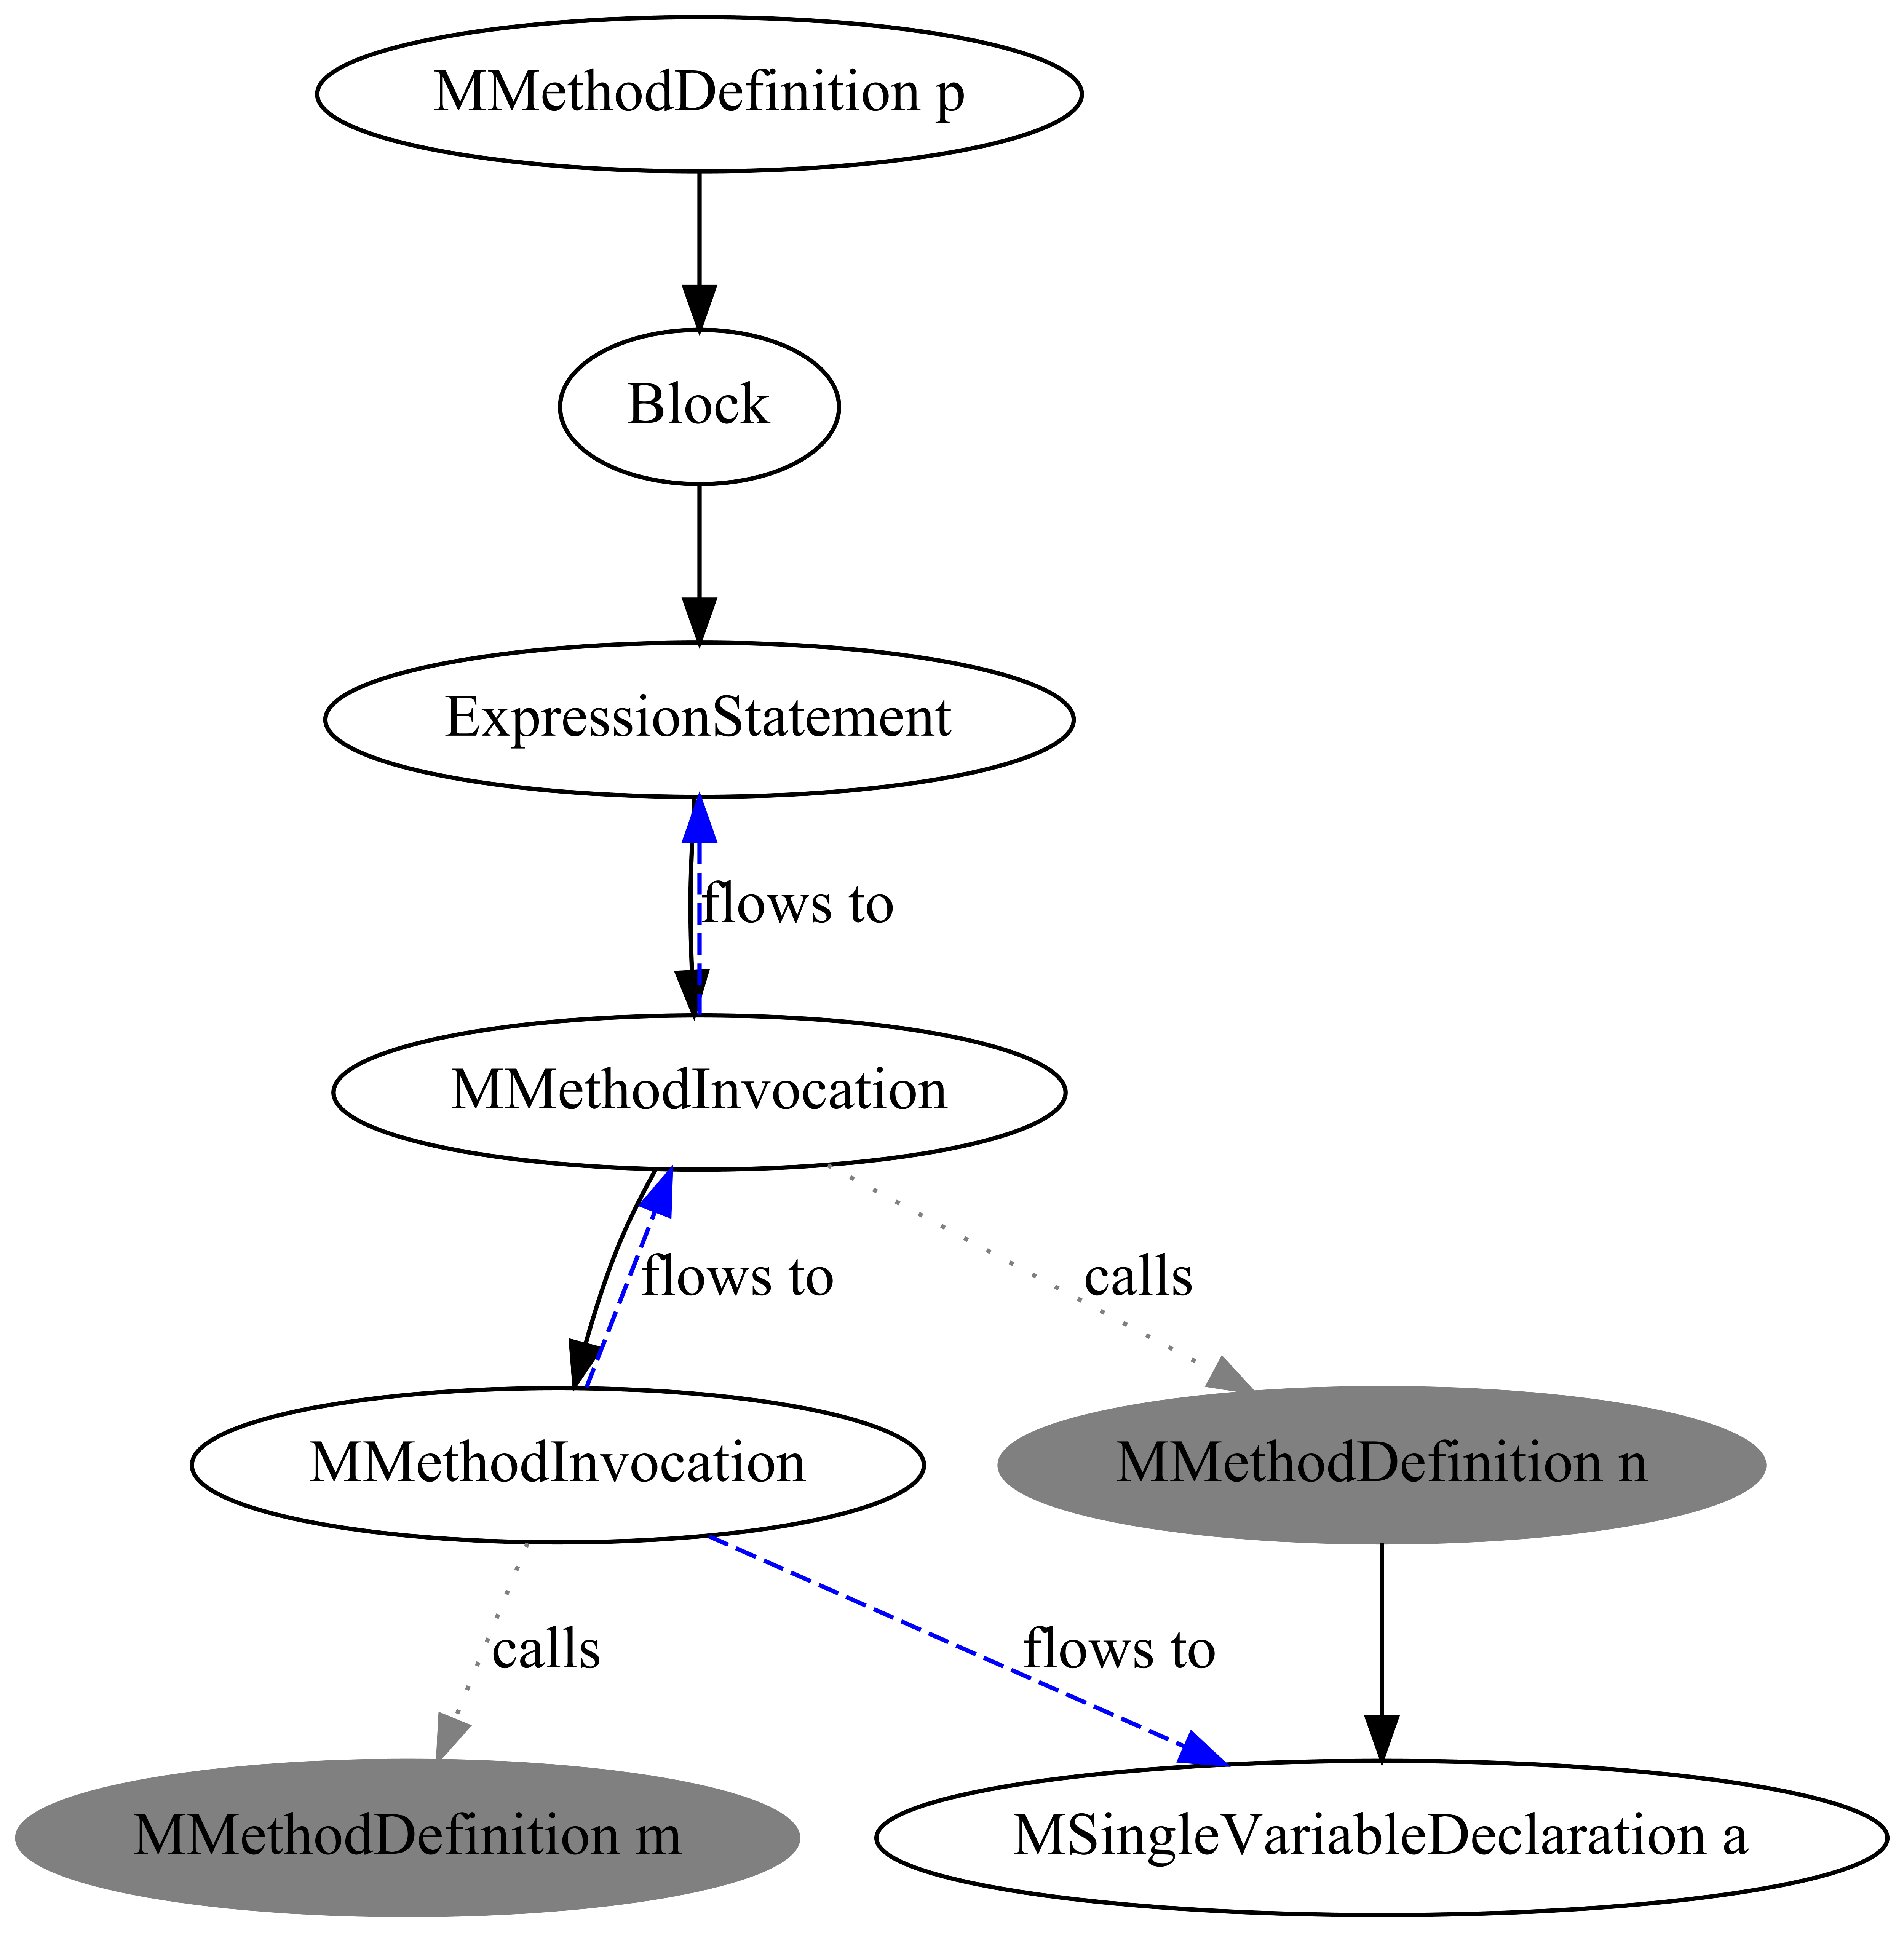 MMethodDefinition p
Block
ExpressionStatement
flows to
MMethodInvocation
flows to
calls
MMethodInvocation
MMethodDefinition n
calls
flows to
MMethodDefinition m
MSingleVariableDeclaration a